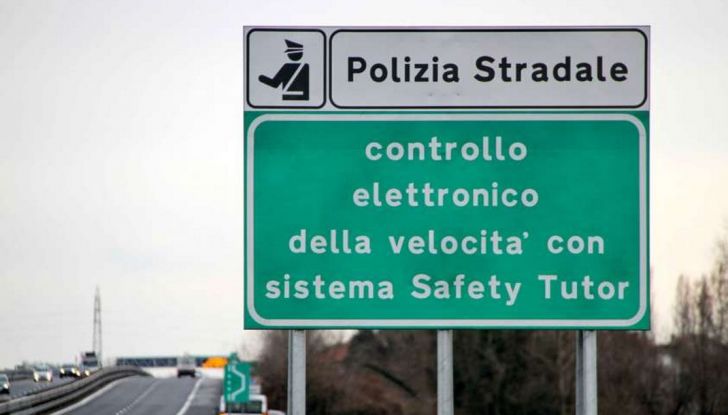 Polizia Stradale
controllo
elettronico
della velocita' con
sistema Safety Tutor